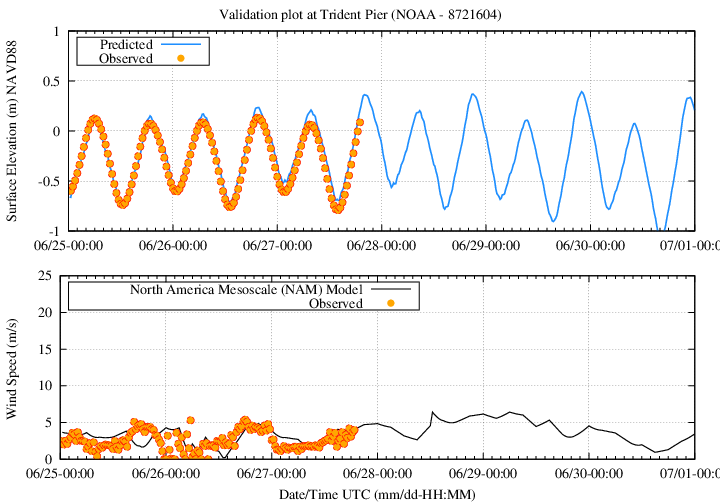 Validation plot at Trident Pier (NOAA - 8721604)
Surface Elevation (m) NAVD88
1
0.5
0
-0.5
-1
Predicted
Observed
06/25-00:00 06/26-00:00 06/27-00:00 06/28-00:00 06/29-00:00 06/30-00:00 07/01-00:0
Wind Speed (m/s)
25
20
15
10
5
0
North America Mesoscale (NAM) Model
Observed
06/25-00:00 06/26-00:00 06/27-00:00 06/28-00:00 06/29-00:00 06/30-00:00 07/01-00:0
Date/Time UTC (mm/dd-HH:MM)